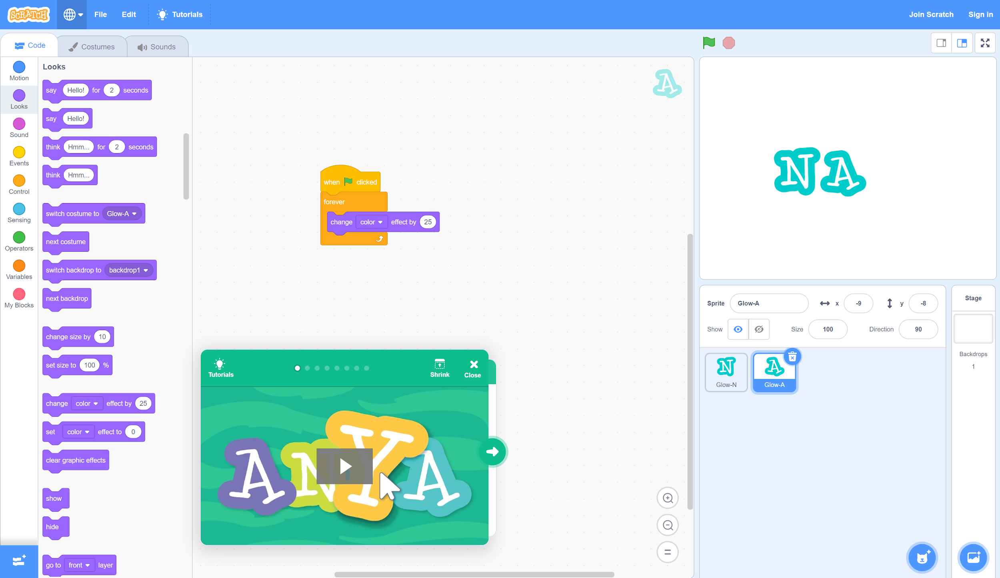 SCRATCH
File
Edit
Tutorials
Join Scratch
Sign in
Code
Costumes
Sounds
Motion
Looks
Sound
Events
Control
Sensing
Operators
Variables
My Blocks
Looks
say Hello! for 2 seconds
say Hello!
think Hmm... for 2 seconds
think Hmm...
switch costume to Glow-A
next costume
switch backdrop to backdrop1
next backdrop
change size by 10
set size to 100 %
change color effect by 25
set color effect to 0
clear graphic effects
show
hide
go to front layer
A
when clicked
forever
change color effect by 25
Tutorials
Shrink
Close
ANYA
NA
Sprite Glow-A x -9 y -8
Show Size 100 Direction 90
N
Glow-N
A
Glow-A
Stage
Backdrops
1